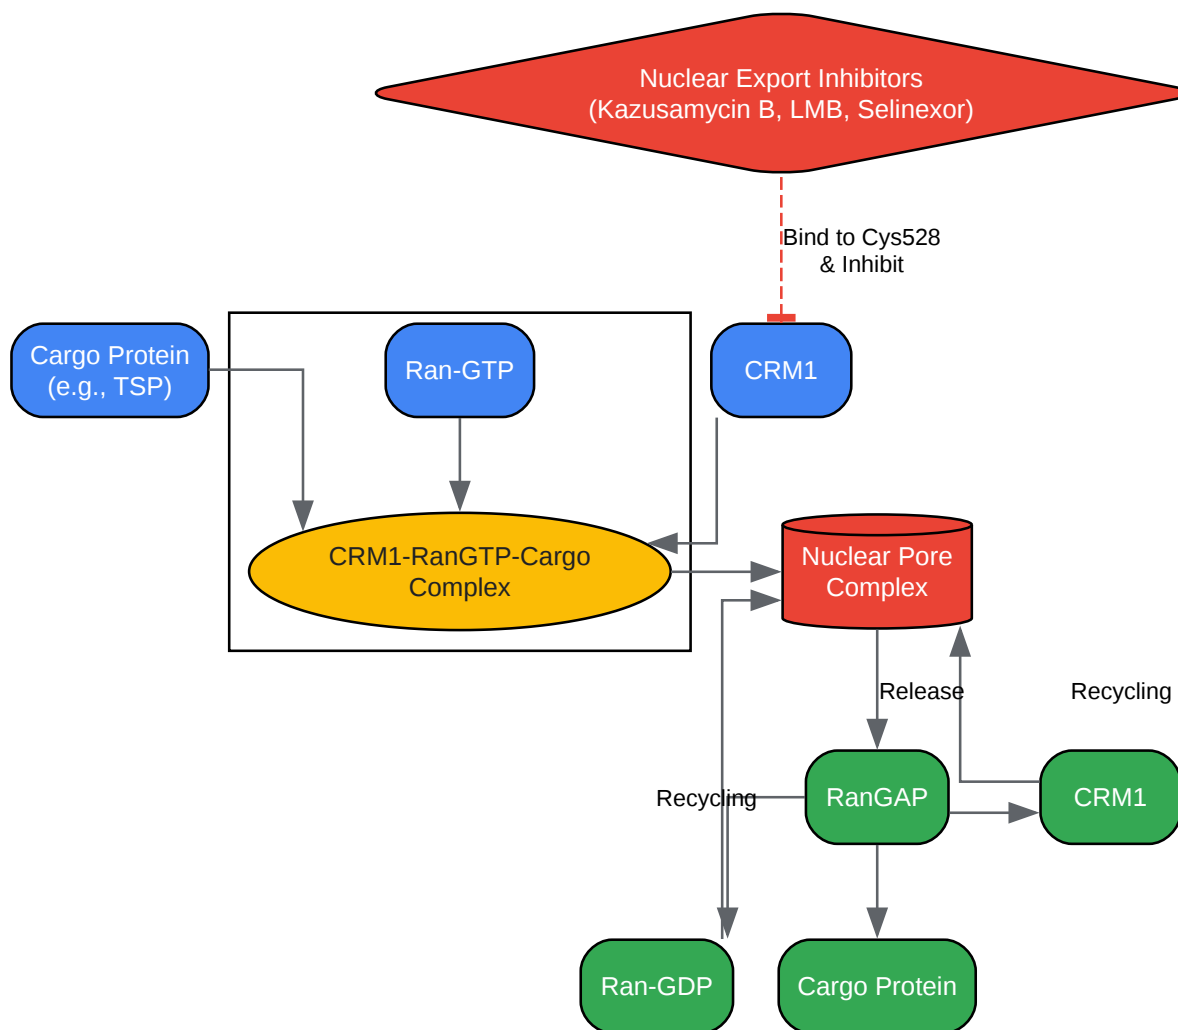 Nuclear Export Inhibitors
(Kazusamycin B, LMB, Selinexor)
Bind to Cys528
& Inhibit
Cargo Protein
(e.g., TSP)
Ran-GTP
CRM1
CRM1-RanGTP-Cargo
Complex
Nuclear Pore
Complex
Release
Recycling
Recycling
RanGAP
CRM1
Ran-GDP
Cargo Protein